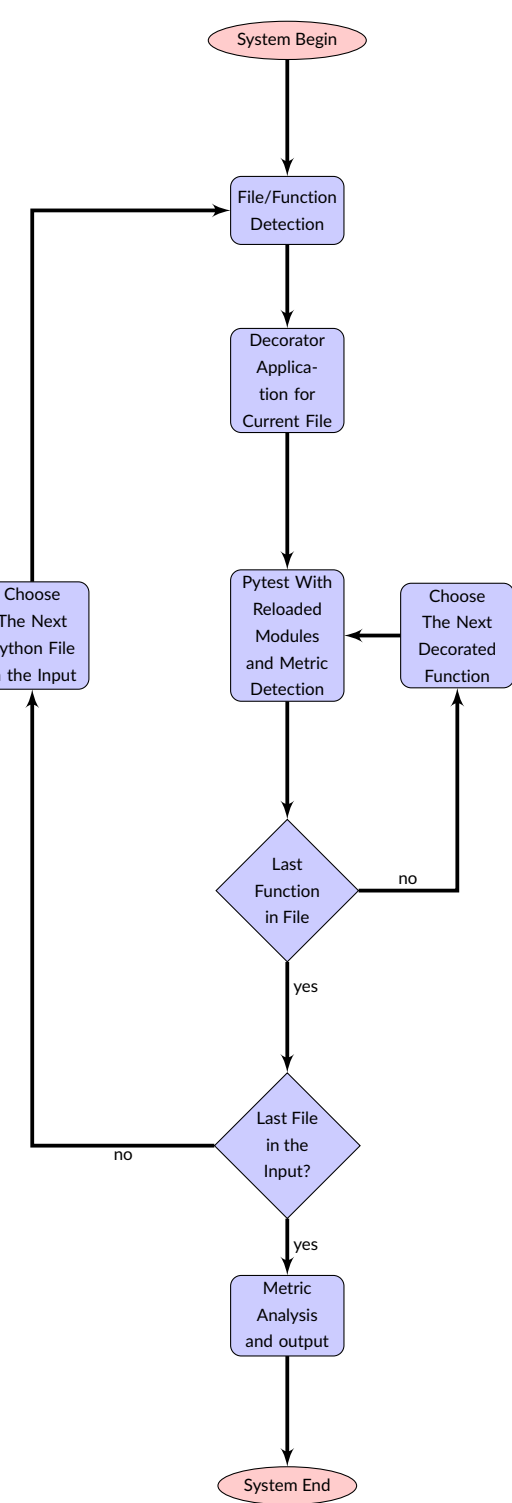 System Begin
File/Function
Detection
Decorator
Applica-
tion for
Current File
Choose
The Next
ython File
the Input
Pytest With
Reloaded
Modules
and Metric
Detection
Choose
The Next
Decorated
Function
Last
Function
in File
no
yes
Last File
in the
Input?
no
yes
Metric
Analysis
and output
System End